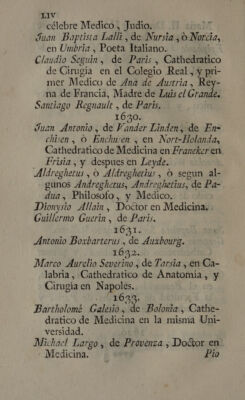 LIV
célebre Medico, Judio.
Juan Baptista Lalli, de Nursia, ò Norcia,
en Umbria, Poeta Italiano.
Claudio Seguin, de Paris, Cathedratico
de Cirugia en el Colegio Real, y pri-
mer Medico de Ana de Austria, Rey-
na de Francia, Madre de Luis el Grande.
Santiago Regnault, de Paris.
1630.
Juan Antonio, de Vander Linden, de En-
chisen, ò Enchuyen, en Nort-Holanda,
Cathedratico de Medicina en Franeker en
Frisia, y despues en Leyde.
Aldreghetus, ò Aldreghetius, ò segun al-
gunos Andreghetus, Andreghetius, de Pa-
dua, Philosofo, y Medico.
Dionysio Allain, Doctor en Medicina.
Guillermo Guerin, de Paris.
1631.
Antonio Boxbarterus, de Auxbourg.
1632.
Marco Aurelio Severino, de Tarsia, en Ca-
labria, Cathedratico de Anatomia, y
Cirugia en Napoles.
1633.
Bartholomé Galesio, de Bolonia, Cathe-
dratico de Medicina en la misma Uni-
versidad.
Michael Largo, de Provenza, Doctor en
Medicina. Pio